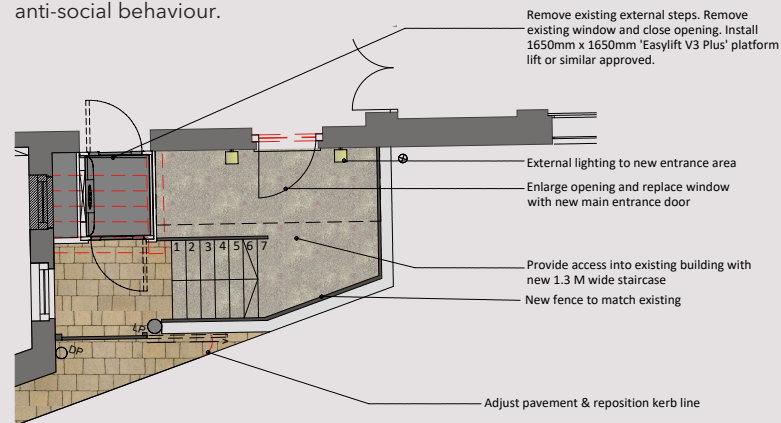 anti-social behaviour.
Remove existing external steps. Remove
existing window and close opening. Install
1650mm x 1650mm 'Easylift V3 Plus' platform
lift or similar approved.
External lighting to new entrance area
Enlarge opening and replace window
with new main entrance door
1 2 3 4 5 6 7
Provide access into existing building with
new 1.3 M wide staircase
New fence to match existing
LP
DP
Adjust pavement & reposition kerb line